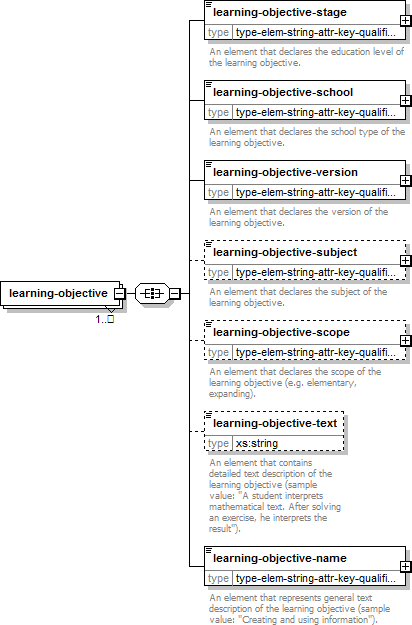 learning-objective-stage
type type-elem-string-attr-key-qualifi...
An element that declares the education level of
the learning objective.
learning-objective-school
type type-elem-string-attr-key-qualifi...
An element that declares the school type of the
learning objective.
learning-objective-version
type type-elem-string-attr-key-qualifi...
An element that declares the version of the
learning objective.
learning-objective-subject
type type-elem-string-attr-key-qualifi...
An element that declares the subject of the
learning objective.
learning-objective
1..
learning-objective-scope
type type-elem-string-attr-key-qualifi...
An element that declares the scope of the
learning objective (e.g. elementary,
expanding).
learning-objective-text
type xs:string
An element that contains
detailed text description of the
learning objective (sample
value: "A student interprets
mathematical text. After solving
an exercise, he interprets the
result").
learning-objective-name
type type-elem-string-attr-key-qualifi...
An element that represents general text
description of the learning objective (sample
value: "Creating and using information").